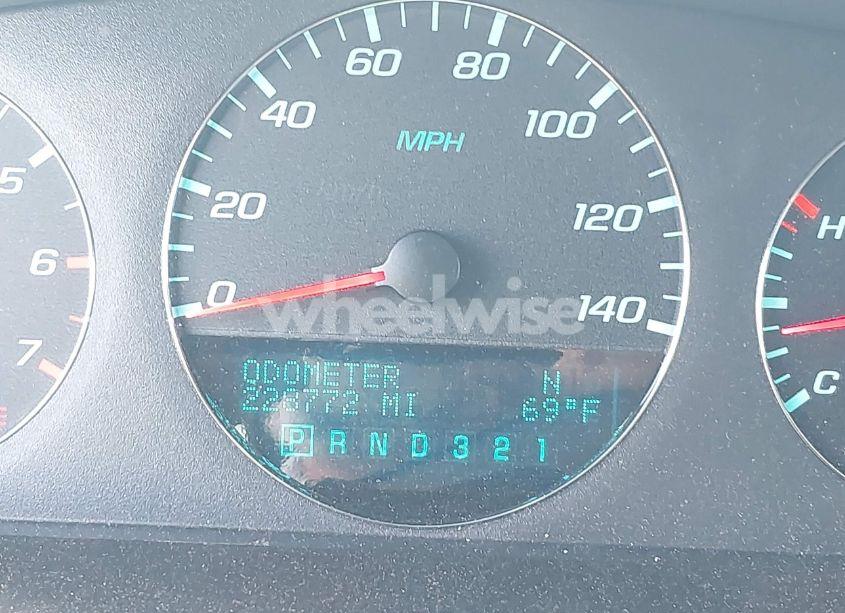 60 80
40 100
MPH
5
20 120
6
H
0 140
7
wheelwise
C
ODOMETER N
226772 MI 69°F
P R N D 3 2 1